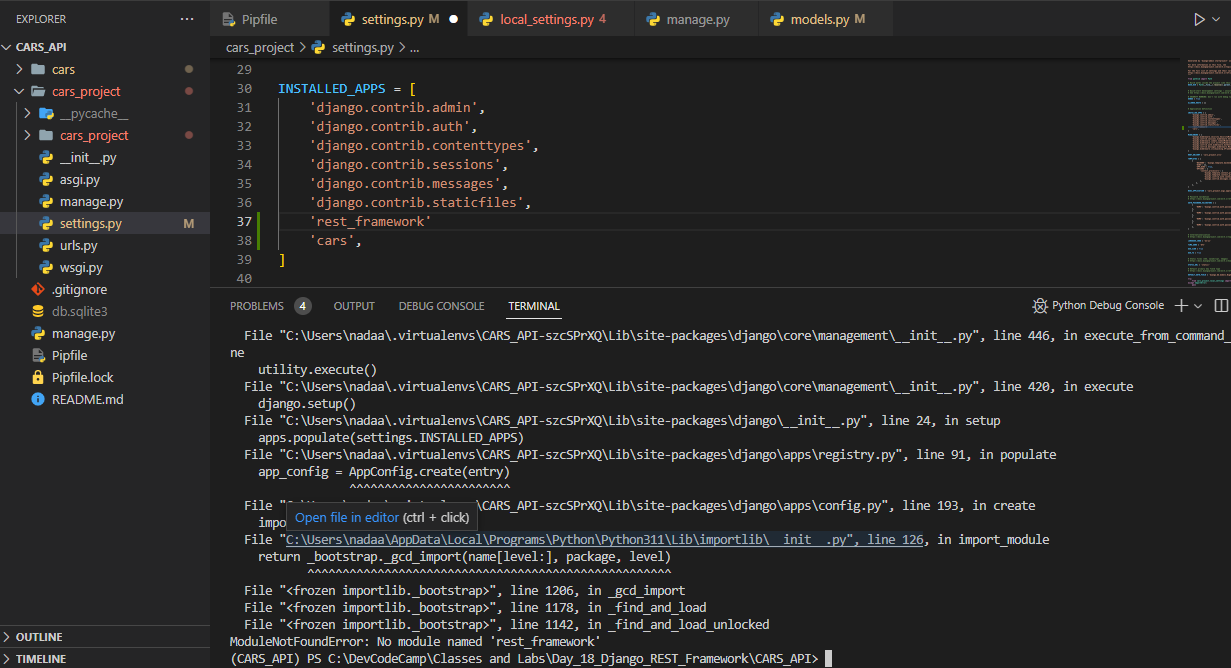 EXPLORER
...
CARS_API
cars
cars_project
__pycache__
cars_project
__init__.py
asgi.py
manage.py
settings.py M
urls.py
wsgi.py
.gitignore
db.sqlite3
manage.py
Pipfile
Pipfile.lock
README.md
OUTLINE
TIMELINE
Pipfile
settings.py M
local_settings.py 4
manage.py
models.py M
cars_project > settings.py > ...
29
30 INSTALLED_APPS = [
31 'django.contrib.admin',
32 'django.contrib.auth',
33 'django.contrib.contenttypes',
34 'django.contrib.sessions',
35 'django.contrib.messages',
36 'django.contrib.staticfiles',
37 'rest_framework'
38 'cars',
39 ]
40
PROBLEMS 4 OUTPUT DEBUG CONSOLE TERMINAL Python Debug Console
File "C:\Users\nadaa\.virtualenvs\CARS_API-szcSPrXQ\Lib\site-packages\django\core\management\__init__.py", line 446, in execute_from_command_
ne
utility.execute()
File "C:\Users\nadaa\.virtualenvs\CARS_API-szcSPrXQ\Lib\site-packages\django\core\management\__init__.py", line 420, in execute
django.setup()
File "C:\Users\nadaa\.virtualenvs\CARS_API-szcSPrXQ\Lib\site-packages\django\__init__.py", line 24, in setup
apps.populate(settings.INSTALLED_APPS)
File "C:\Users\nadaa\.virtualenvs\CARS_API-szcSPrXQ\Lib\site-packages\django\apps\registry.py", line 91, in populate
app_config = AppConfig.create(entry)
^^^^^^^^^^^^^^^^^^^^^^^
File "CARS_API-szcSPrXQ\Lib\site-packages\django\apps\config.py", line 193, in create
Open file in editor (ctrl + click)
impo
File "C:\Users\nadaa\AppData\Local\Programs\Python\Python311\Lib\importlib\__init__.py", line 126, in import_module
return _bootstrap._gcd_import(name[level:], package, level)
^^^^^^^^^^^^^^^^^^^^^^^^^^^^^^^^^^^^^^^^^^^^^^^^^^^^
File "<frozen importlib._bootstrap>", line 1206, in _gcd_import
File "<frozen importlib._bootstrap>", line 1178, in _find_and_load
File "<frozen importlib._bootstrap>", line 1142, in _find_and_load_unlocked
ModuleNotFoundError: No module named 'rest_framework'
(CARS_API) PS C:\DevCodeCamp\Classes and Labs\Day_18_Django_REST_Framework\CARS_API>